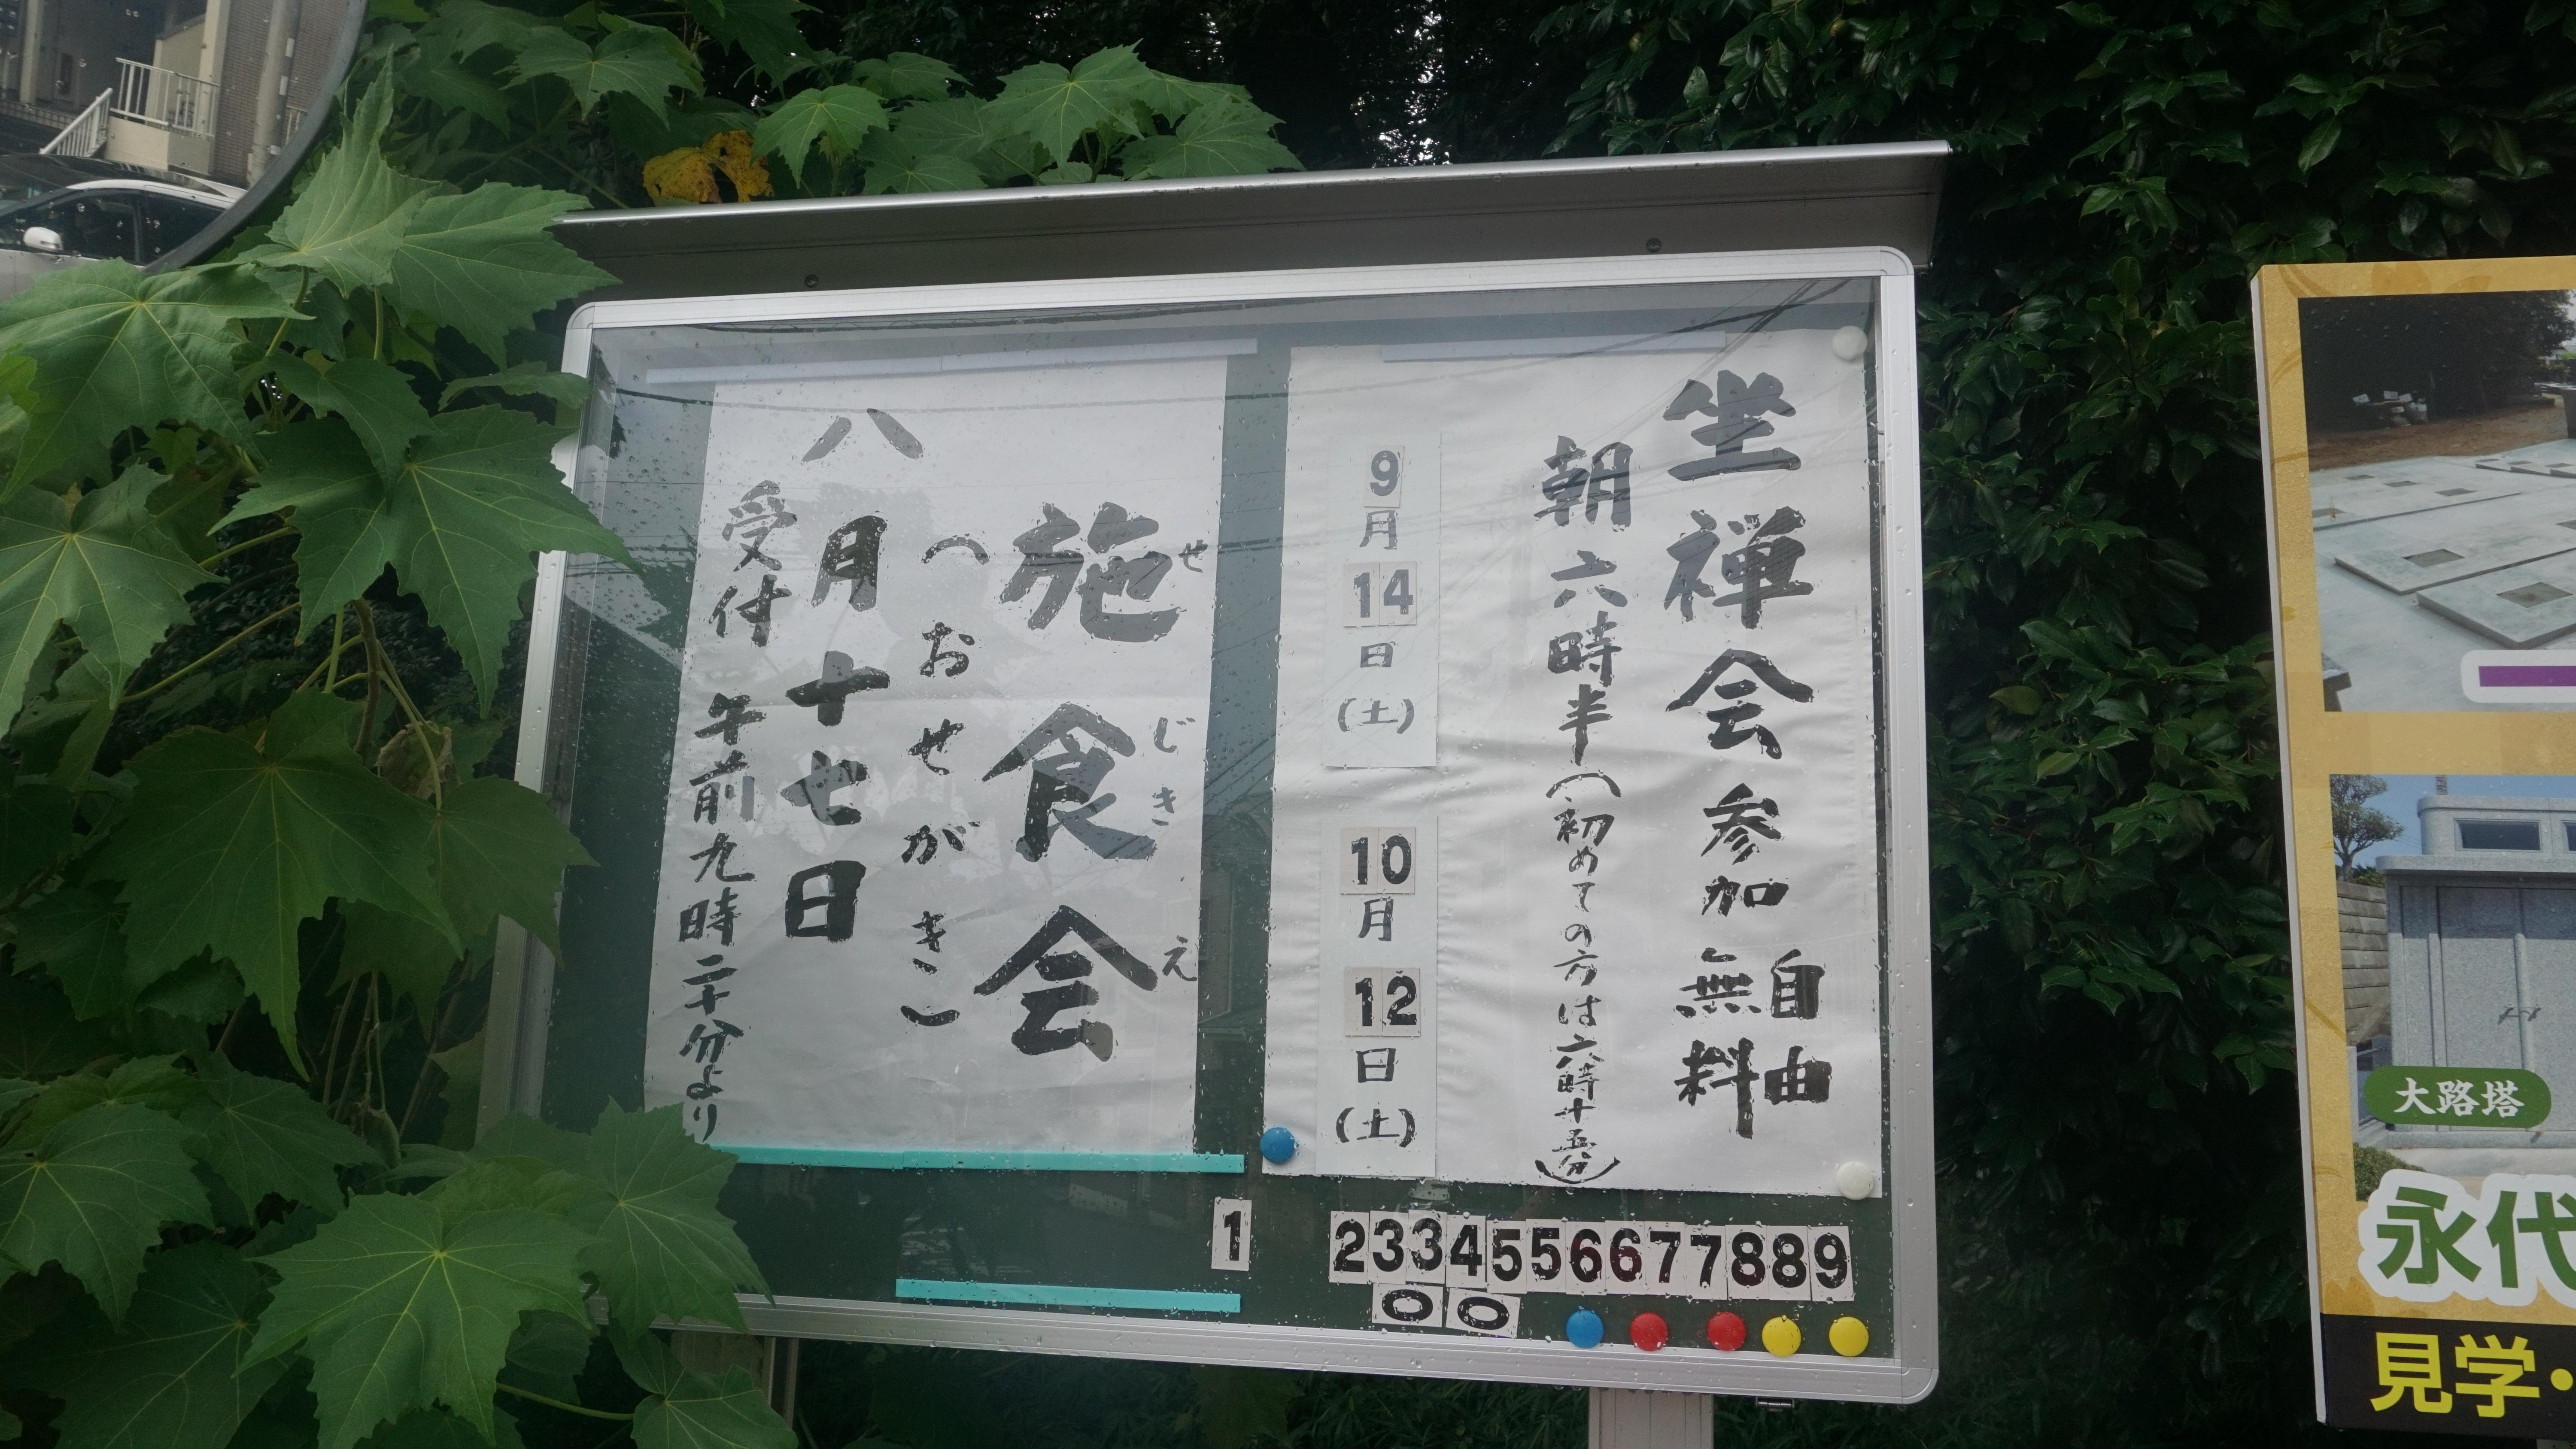 坐禅会 参加 自由
無料
朝 六時半（初めての方は六時十五分）
9月14日(土) 10月12日(土)
施食会
せ じき え
（おせがき）
八月十七日
受付 午前九時二十分より
1 2334556677889
00
大路塔
永代
見学・